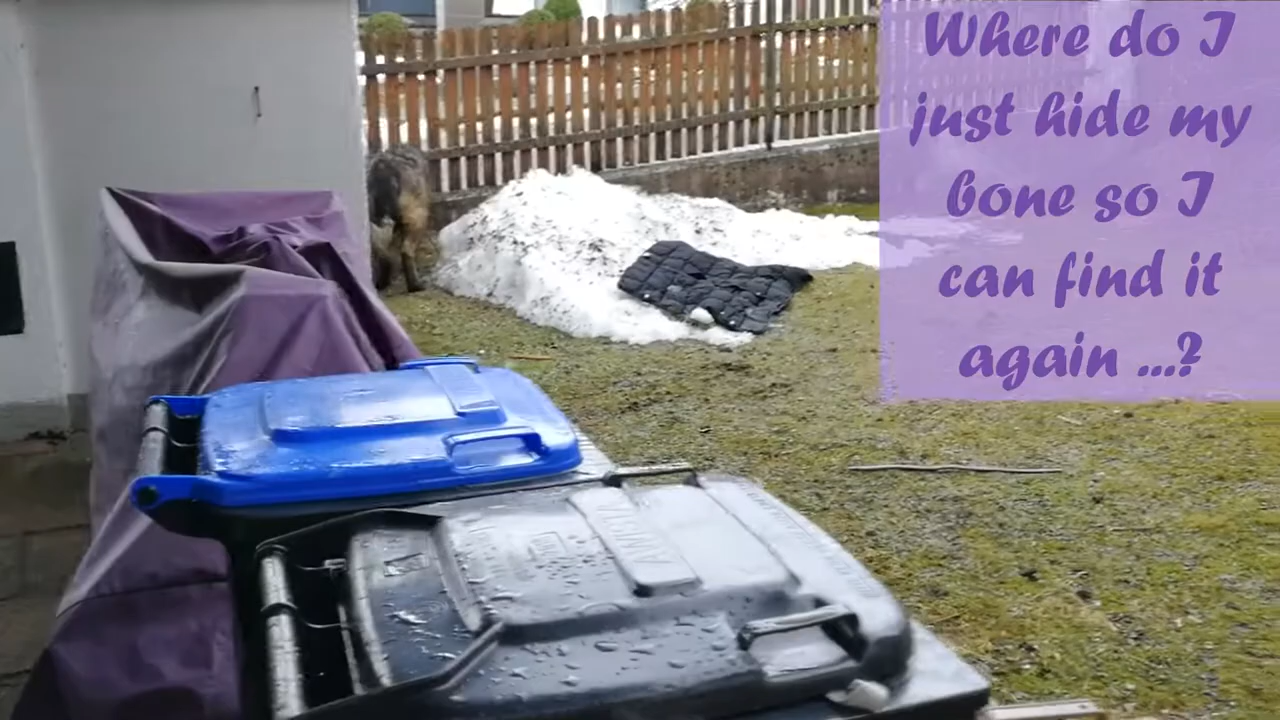 Where do I
just hide my
bone so I
can find it
again ...?